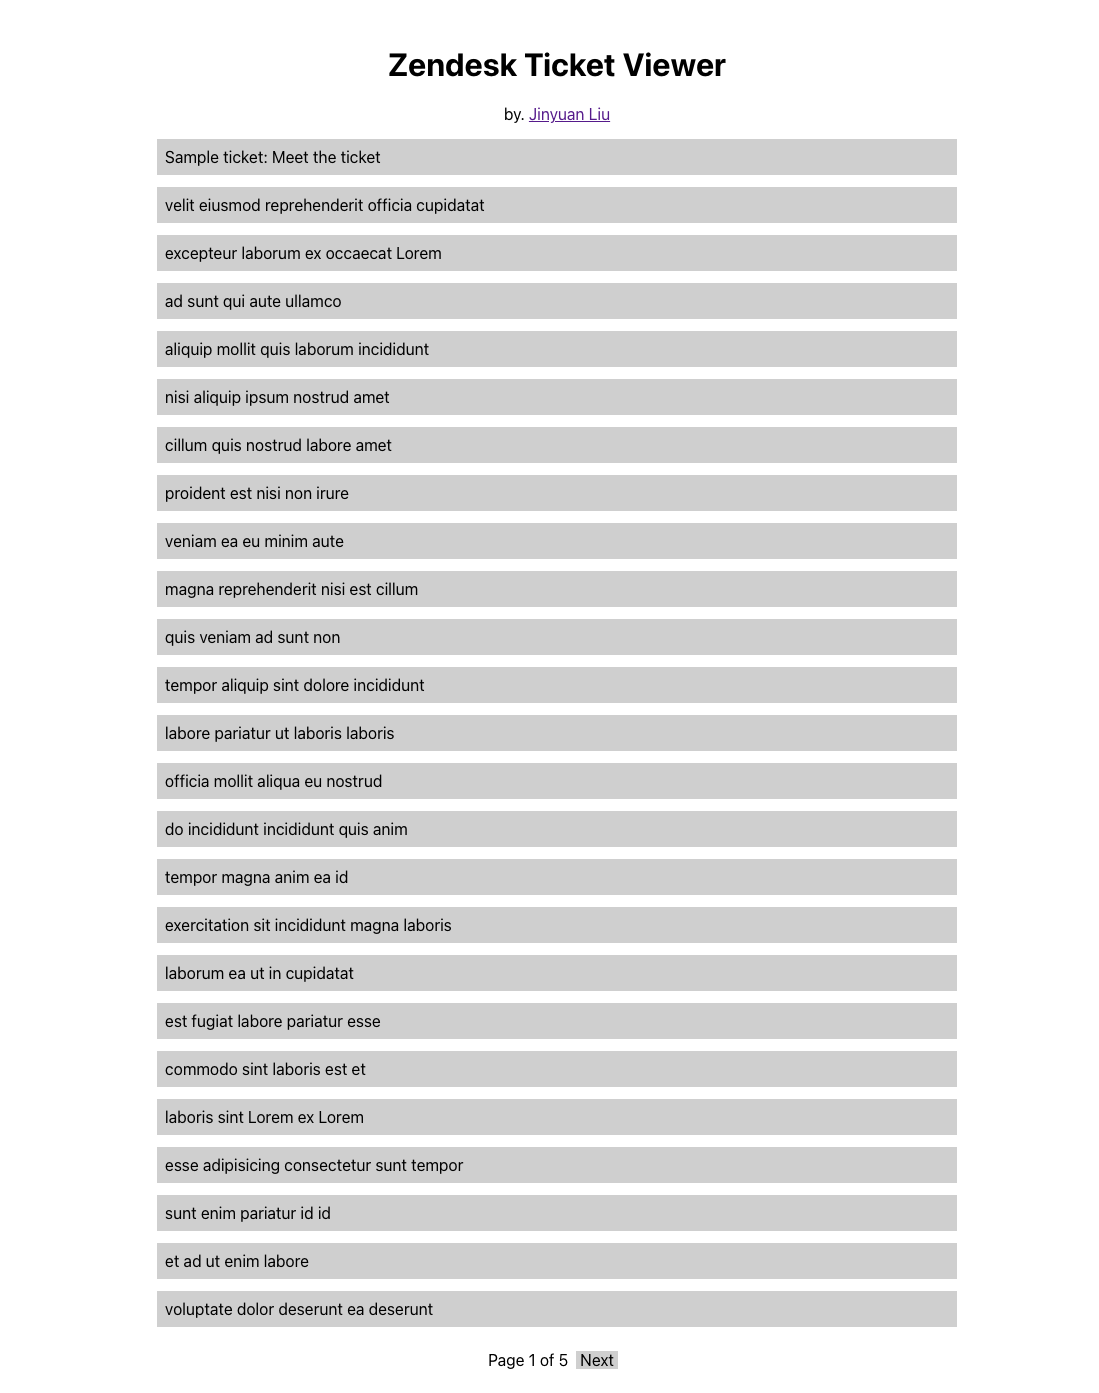 Zendesk Ticket Viewer
by. Jinyuan Liu
Sample ticket: Meet the ticket
velit eiusmod reprehenderit officia cupidatat
excepteur laborum ex occaecat Lorem
ad sunt qui aute ullamco
aliquip mollit quis laborum incididunt
nisi aliquip ipsum nostrud amet
cillum quis nostrud labore amet
proident est nisi non irure
veniam ea eu minim aute
magna reprehenderit nisi est cillum
quis veniam ad sunt non
tempor aliquip sint dolore incididunt
labore pariatur ut laboris laboris
officia mollit aliqua eu nostrud
do incididunt incididunt quis anim
tempor magna anim ea id
exercitation sit incididunt magna laboris
laborum ea ut in cupidatat
est fugiat labore pariatur esse
commodo sint laboris est et
laboris sint Lorem ex Lorem
esse adipisicing consectetur sunt tempor
sunt enim pariatur id id
et ad ut enim labore
voluptate dolor deserunt ea deserunt
Page 1 of 5 Next